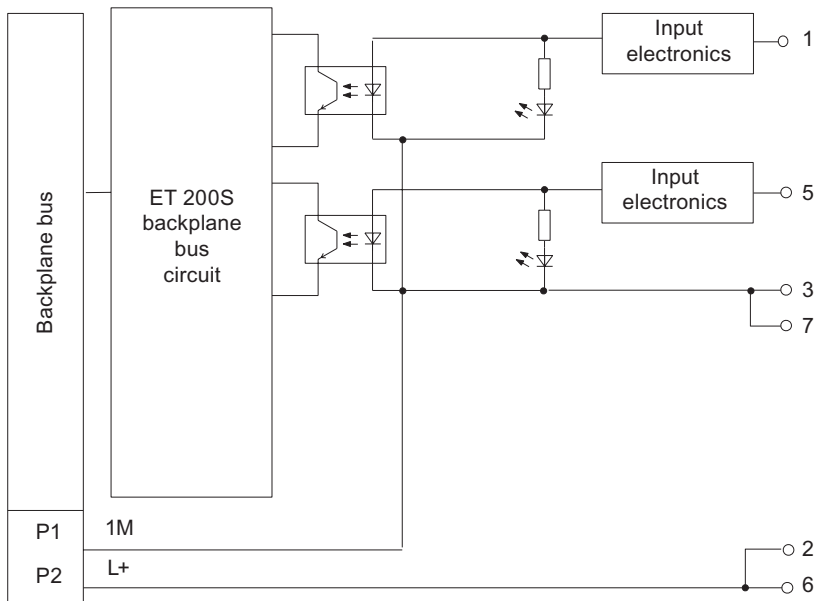 Input
electronics
1
Backplane bus
ET 200S
backplane
bus
circuit
Input
electronics
5
3
7
P1
1M
2
P2
L+
6